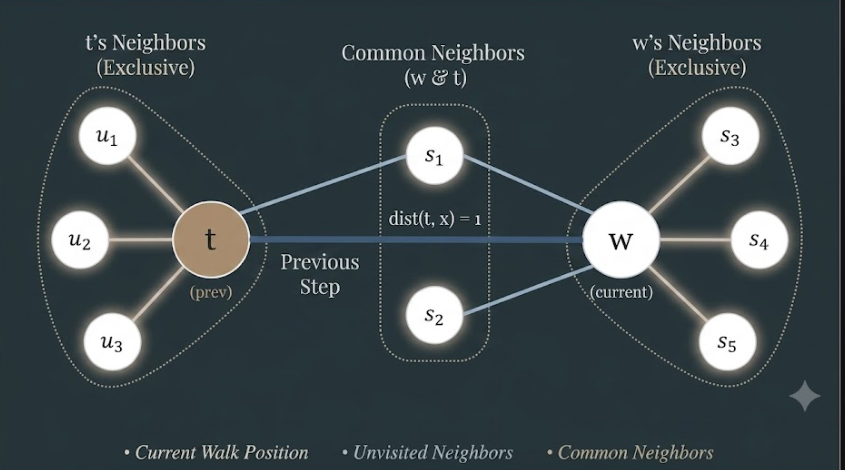 t's Neighbors
(Exclusive)
Common Neighbors
(w & t)
w's Neighbors
(Exclusive)
u₁
s₁
s₃
dist(t, x) = 1
u₂
t
w
s₄
Previous
Step
(prev)
(current)
s₂
u₃
s₅
• Current Walk Position • Unvisited Neighbors • Common Neighbors